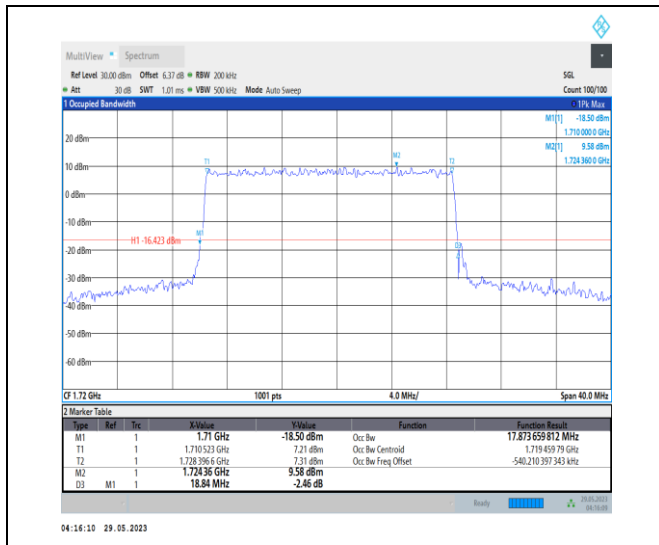 MultiView Spectrum
Ref Level 30.00 dBm Offset 6.37 dB RBW 200 kHz SGL
Att 30 dB SWT 1.01 ms VBW 500 kHz Mode Auto Sweep Count 100/100
1 Occupied Bandwidth 1Pk Max
M1[1] -18.50 dBm
1.710 000 0 GHz
M2[1] 9.58 dBm
1.724 360 0 GHz
20 dBm
T1 M2 T2
10 dBm
0 dBm
-10 dBm
M1
H1 -16.423 dBm
-20 dBm
D3
-30 dBm
-40 dBm
-50 dBm
-60 dBm
CF 1.72 GHz 1001 pts 4.0 MHz/ Span 40.0 MHz
2 Marker Table
Type Ref Trc X-Value Y-Value Function Function Result
M1 1 1.71 GHz -18.50 dBm Occ Bw 17.873 659 812 MHz
T1 1 1.710 523 GHz 7.21 dBm Occ Bw Centroid 1.719 459 79 GHz
T2 1 1.728 396 6 GHz 7.31 dBm Occ Bw Freq Offset -540.210 397 343 kHz
M2 1 1.724 36 GHz 9.58 dBm
D3 M1 1 18.84 MHz -2.46 dB
Ready 29.05.2023
04:16:09
04:16:10 29.05.2023